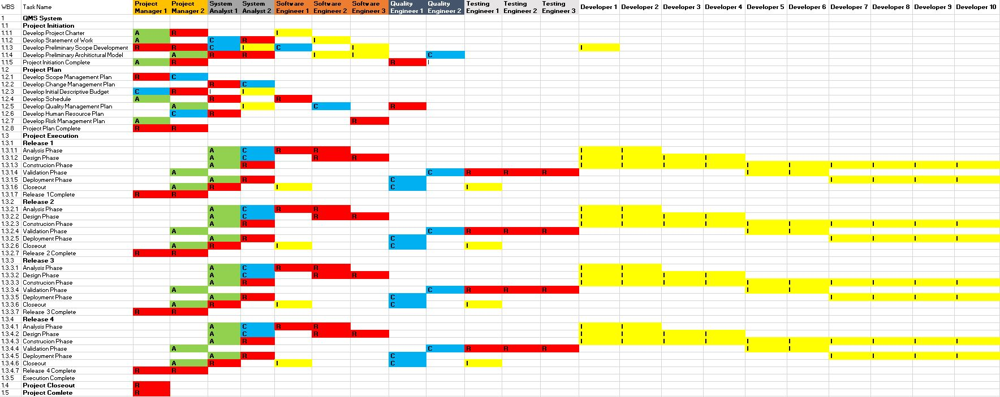 WBS Task Name Project Manager 1 Project Manager 2 System Analyst 1 System Analyst 2 Software Engineer 1 Software Engineer 2 Software Engineer 3 Quality Engineer 1 Quality Engineer 2 Testing Engineer 1 Testing Engineer 2 Testing Engineer 3 Developer 1 Developer 2 Developer 3 Developer 4 Developer 5 Developer 6 Developer 7 Developer 8 Developer 9 Developer 10
1 QMS System
1.1 Project Initiation
1.1.1 Develop Project Charter A R I
1.1.2 Develop Statement of Work A C R I
1.1.3 Develop Preliminary Scope Development R R C I C I I
1.1.4 Develop Preliminary Architictural Model A R R I I C
1.1.5 Project Initiation Complete A R R I
1.2 Project Plan
1.2.1 Develop Scope Management Plan R C
1.2.2 Develop Change Management Plan R C
1.2.3 Develop Initial Descriptive Budget C R I I
1.2.4 Develop Schedule A R R
1.2.5 Develop Quality Management Plan A I C R
1.2.6 Develop Human Resource Plan C R
1.2.7 Develop Risk Management Plan A R
1.2.8 Project Plan Complete R R
1.3 Project Execution
1.3.1 Release 1
1.3.1.1 Analysis Phase A C R R I I
1.3.1.2 Design Phase A C R R I I I I
1.3.1.3 Construcion Phase A R I I I I I I I I I I
1.3.1.4 Validation Phase A C R R R I I
1.3.1.5 Deployment Phase A R C I I I I
1.3.1.6 Closeout A R I C I
1.3.1.7 Release 1 Complete R R
1.3.2 Release 2
1.3.2.1 Analysis Phase A C R R I I
1.3.2.2 Design Phase A C R R I I I I
1.3.2.3 Construcion Phase A R I I I I I I I I I I
1.3.2.4 Validation Phase A C R R R I I
1.3.2.5 Deployment Phase A R C I I I I
1.3.2.6 Closeout A R I C I
1.3.2.7 Release 2 Complete R R
1.3.3 Release 3
1.3.3.1 Analysis Phase A C R R I I
1.3.3.2 Design Phase A C R R I I I I
1.3.3.3 Construcion Phase A R I I I I I I I I I I
1.3.3.4 Validation Phase A C R R R I I
1.3.3.5 Deployment Phase A R C I I I I
1.3.3.6 Closeout A R I C I
1.3.3.7 Release 3 Complete R R
1.3.4 Release 4
1.3.4.1 Analysis Phase A C R R I I
1.3.4.2 Design Phase A C R R I I I I
1.3.4.3 Construcion Phase A R I I I I I I I I I I
1.3.4.4 Validation Phase A C R R R I I
1.3.4.5 Deployment Phase A R C I I I I
1.3.4.6 Closeout A R I C I
1.3.4.7 Release 4 Complete R R
1.3.5 Execution Complete
1.4 Project Closeout R
1.5 Project Comlete R